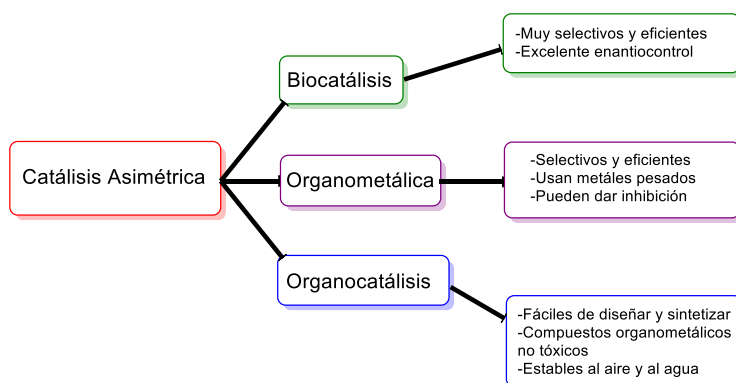 -Muy selectivos y eficientes
-Excelente enantiocontrol
Biocatálisis
Catálisis Asimétrica
Organometálica
-Selectivos y eficientes
-Usan metáles pesados
-Pueden dar inhibición
Organocatálisis
-Fáciles de diseñar y sintetizar
-Compuestos organometálicos
no tóxicos
-Estables al aire y al agua